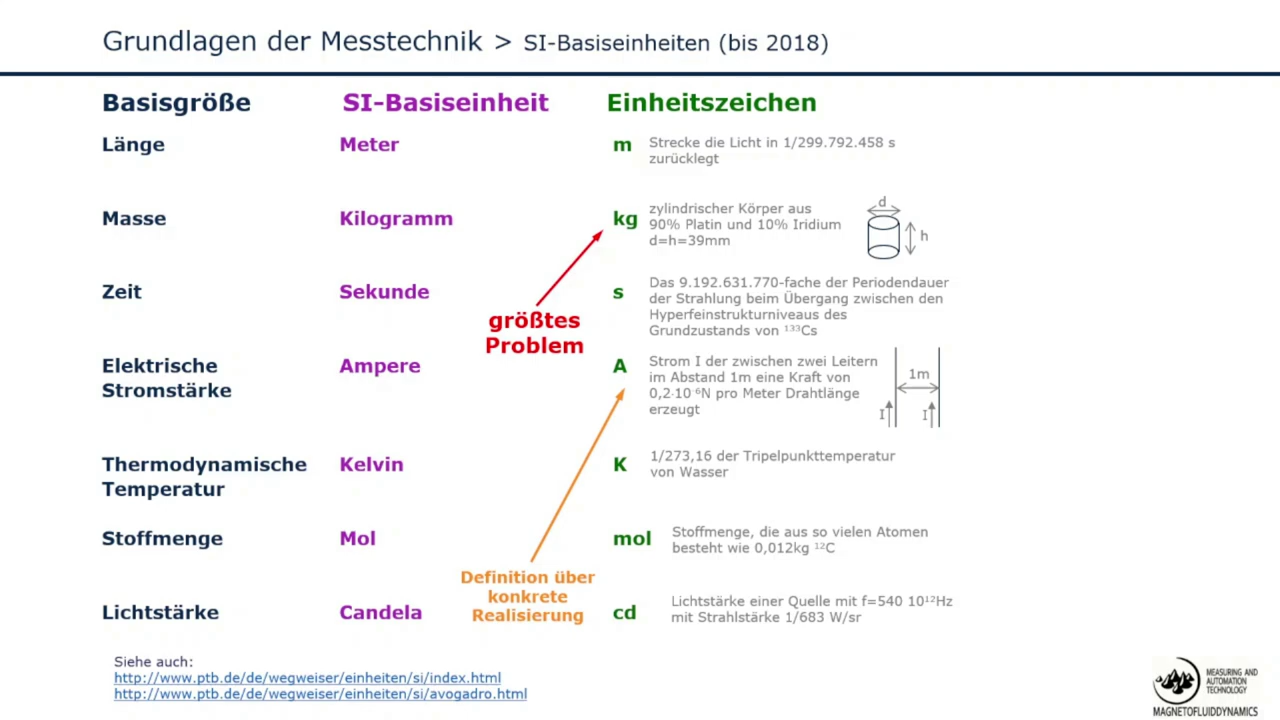 Grundlagen der Messtechnik > SI-Basiseinheiten (bis 2018)
Basisgröße SI-Basiseinheit Einheitszeichen
Länge Meter m Strecke die Licht in 1/299.792.458 s
zurücklegt
Masse Kilogramm kg zylindrischer Körper aus
90% Platin und 10% Iridium
d=h=39mm
d
h
Zeit Sekunde s Das 9.192.631.770-fache der Periodendauer
der Strahlung beim Übergang zwischen den
Hyperfeinstrukturniveaus des
Grundzustands von ¹³³Cs
größtes
Problem
Elektrische
Stromstärke
Ampere A Strom I der zwischen zwei Leitern
im Abstand 1m eine Kraft von
0,2·10⁻⁶N pro Meter Drahtlänge
erzeugt
1m
I I
Thermodynamische
Temperatur
Kelvin K 1/273,16 der Tripelpunkttemperatur
von Wasser
Stoffmenge Mol mol Stoffmenge, die aus so vielen Atomen
besteht wie 0,012kg ¹²C
Definition über
konkrete
Realisierung
Lichtstärke Candela cd Lichtstärke einer Quelle mit f=540 10¹²Hz
mit Strahlstärke 1/683 W/sr
Siehe auch:
http://www.ptb.de/de/wegweiser/einheiten/si/index.html
http://www.ptb.de/de/wegweiser/einheiten/si/avogadro.html
MEASURING AND
AUTOMATION
TECHNOLOGY
MAGNETOFLUIDDYNAMICS